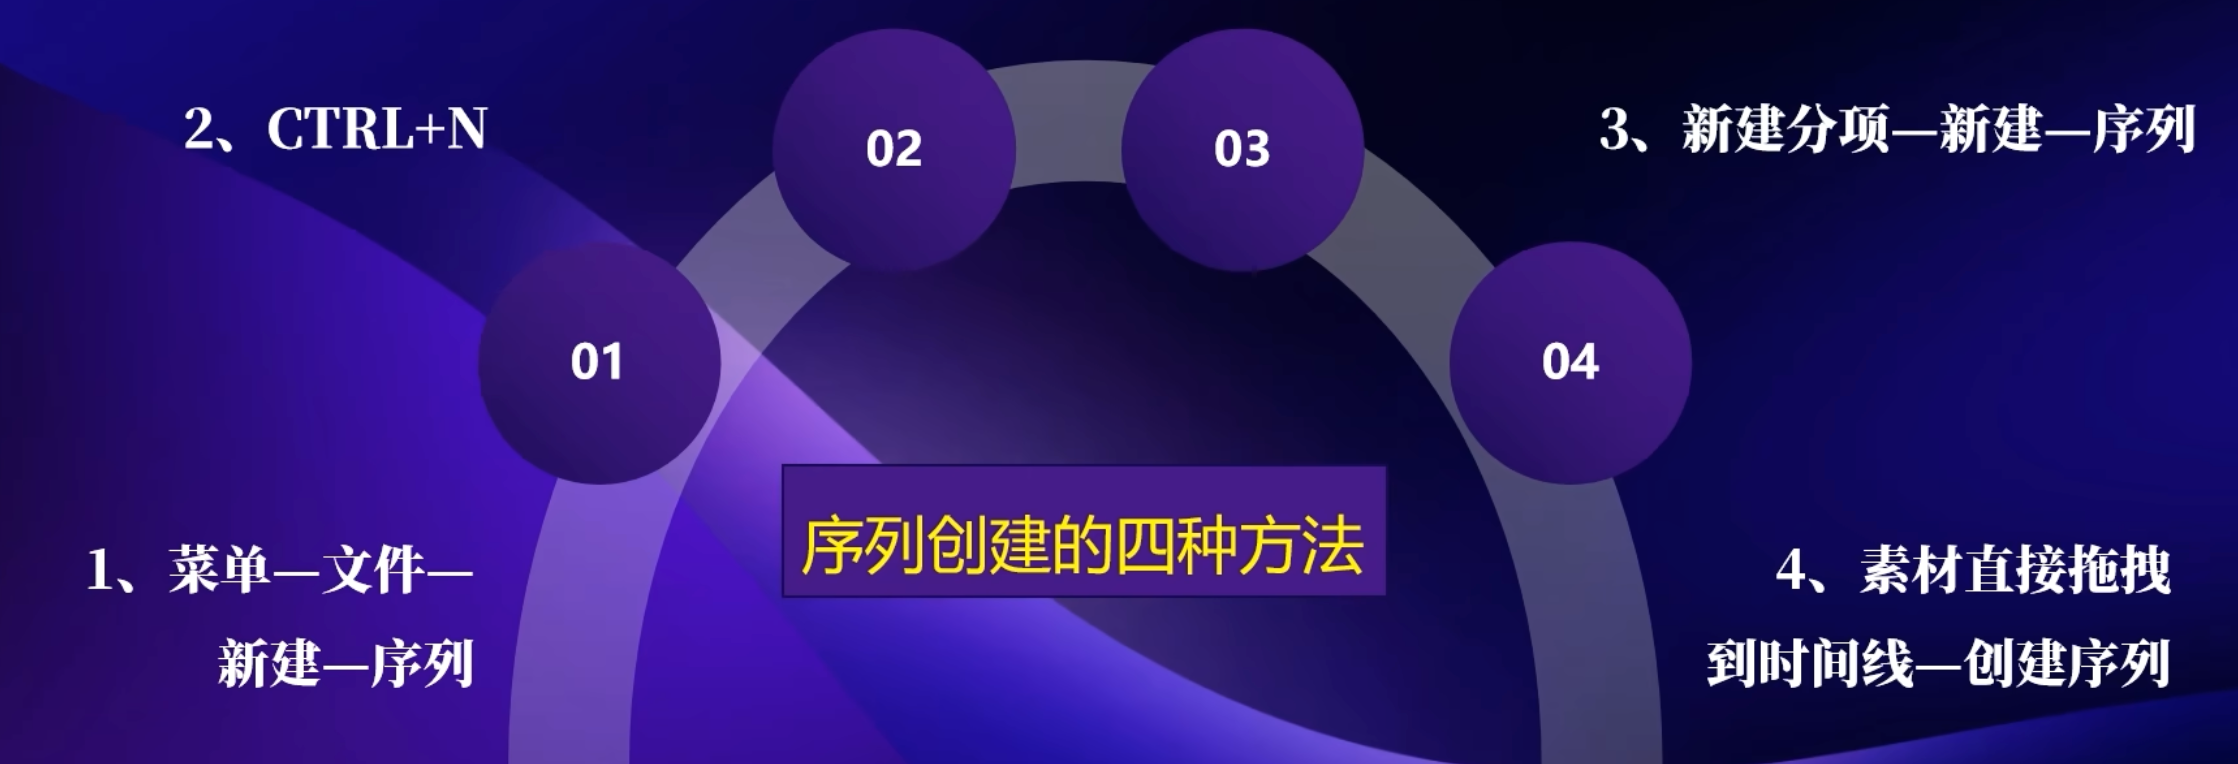 2、CTRL+N
02
03
3、新建分项—新建—序列
01
04
序列创建的四种方法
1、菜单—文件—
新建—序列
4、素材直接拖拽
到时间线—创建序列